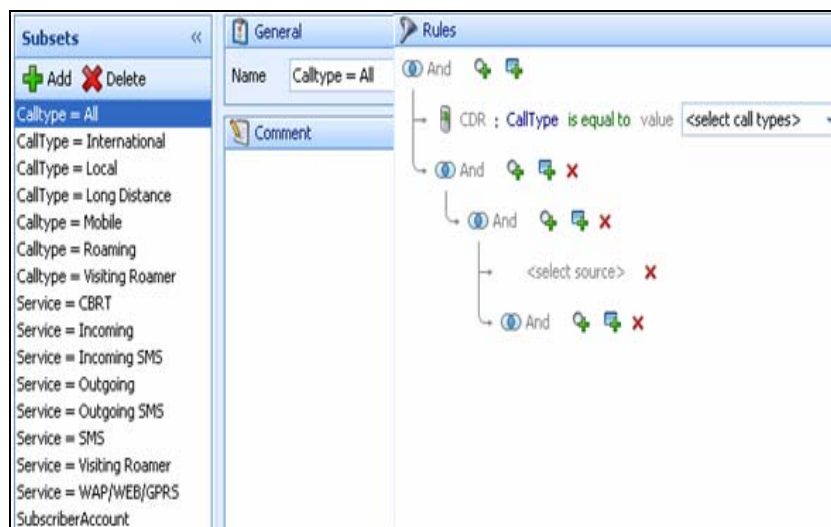 Subsets «
Add Delete
Calltype = All
CallType = International
CallType = Local
CallType = Long Distance
Calltype = Mobile
Calltype = Roaming
Calltype = Visiting Roamer
Service = CBRT
Service = Incoming
Service = Incoming SMS
Service = Outgoing
Service = Outgoing SMS
Service = SMS
Service = Visiting Roamer
Service = WAP/WEB/GPRS
SubscriberAccount
General
Name Calltype = All
Comment
Rules
And
CDR : CallType is equal to value <select call types>
And
And
<select source>
And